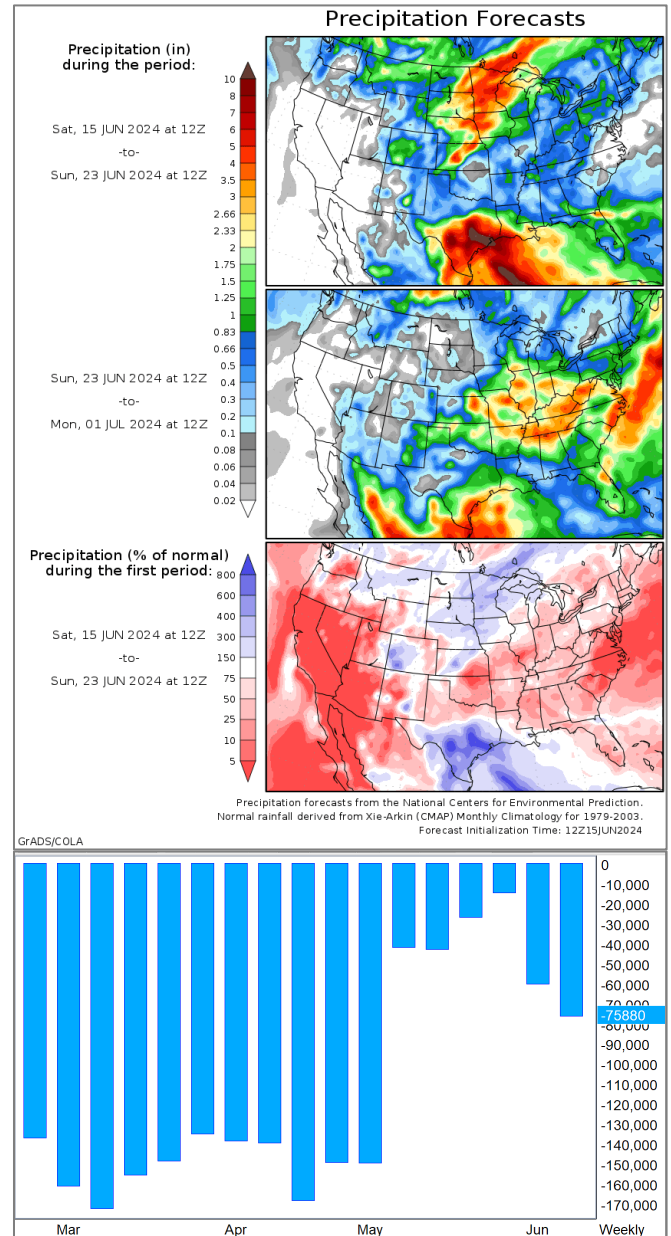 Precipitation Forecasts
Precipitation (in)
during the period:
Sat, 15 JUN 2024 at 12Z
-to-
Sun, 23 JUN 2024 at 12Z
10
8
7
6
5
4
3.5
3
2.66
2.33
2
1.75
1.5
1.25
1
0.83
0.66
0.5
0.4
0.3
0.2
0.1
0.08
0.06
0.04
0.02
Sun, 23 JUN 2024 at 12Z
-to-
Mon, 01 JUL 2024 at 12Z
Precipitation (% of normal)
during the first period:
Sat, 15 JUN 2024 at 12Z
-to-
Sun, 23 JUN 2024 at 12Z
800
600
400
300
150
75
50
25
10
5
Precipitation forecasts from the National Centers for Environmental Prediction.
Normal rainfall derived from Xie-Arkin (CMAP) Monthly Climatology for 1979-2003.
Forecast Initialization Time: 12Z15JUN2024
GrADS/COLA
0
-10,000
-20,000
-30,000
-40,000
-50,000
-60,000
-70,000
-75880
-80,000
-90,000
-100,000
-110,000
-120,000
-130,000
-140,000
-150,000
-160,000
-170,000
Mar Apr May Jun Weekly